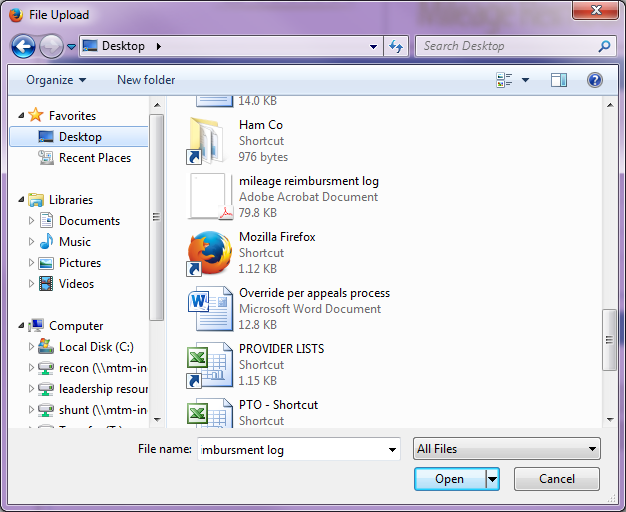 File Upload
Desktop
Search Desktop
Organize
New folder
Favorites
Desktop
Recent Places
Libraries
Documents
Music
Pictures
Videos
Computer
Local Disk (C:)
recon (\\mtm-in
leadership resour
shunt (\\mtm-in
14.0 KB
Ham Co
Shortcut
976 bytes
mileage reimbursment log
Adobe Acrobat Document
79.8 KB
Mozilla Firefox
Shortcut
1.12 KB
Override per appeals process
Microsoft Word Document
12.8 KB
PROVIDER LISTS
Shortcut
1.15 KB
PTO - Shortcut
Shortcut
File name:
mbursment log
All Files
Open
Cancel